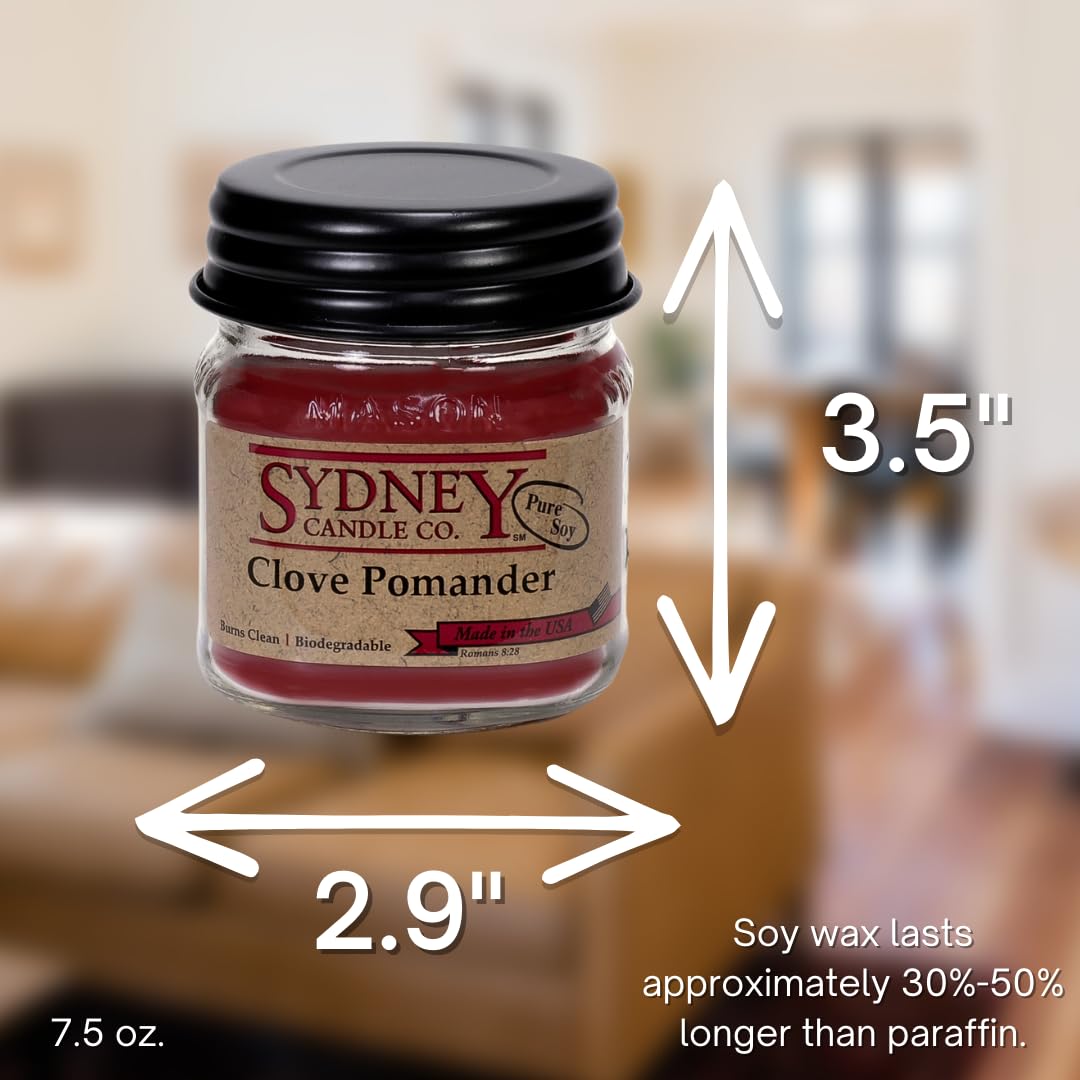 MASON
SYDNEY
CANDLE CO.
SM
Pure
Soy
Clove Pomander
Burns Clean | Biodegradable
Made in the USA
Romans 8:28
3.5"
2.9"
Soy wax lasts
approximately 30%-50%
longer than paraffin.
7.5 oz.